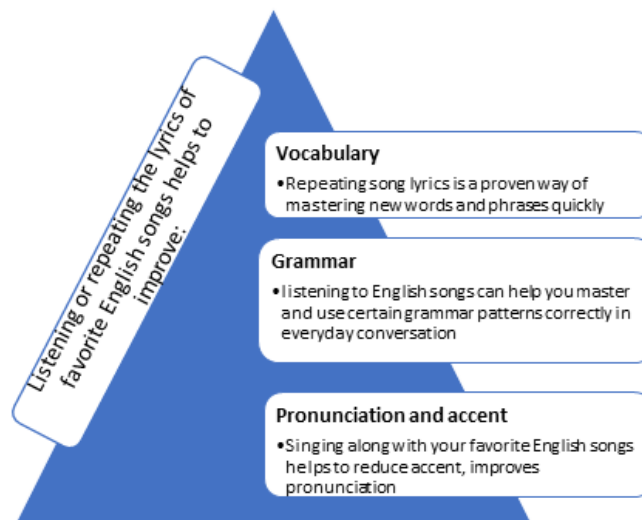 Listening or repeating the lyrics of
favorite English songs helps to
improve:
Vocabulary
•Repeating song lyrics is a proven way of
mastering new words and phrases quickly
Grammar
•listening to English songs can help you master
and use certain grammar patterns correctly in
everyday conversation
Pronunciation and accent
•Singing along with your favorite English songs
helps to reduce accent, improves
pronunciation